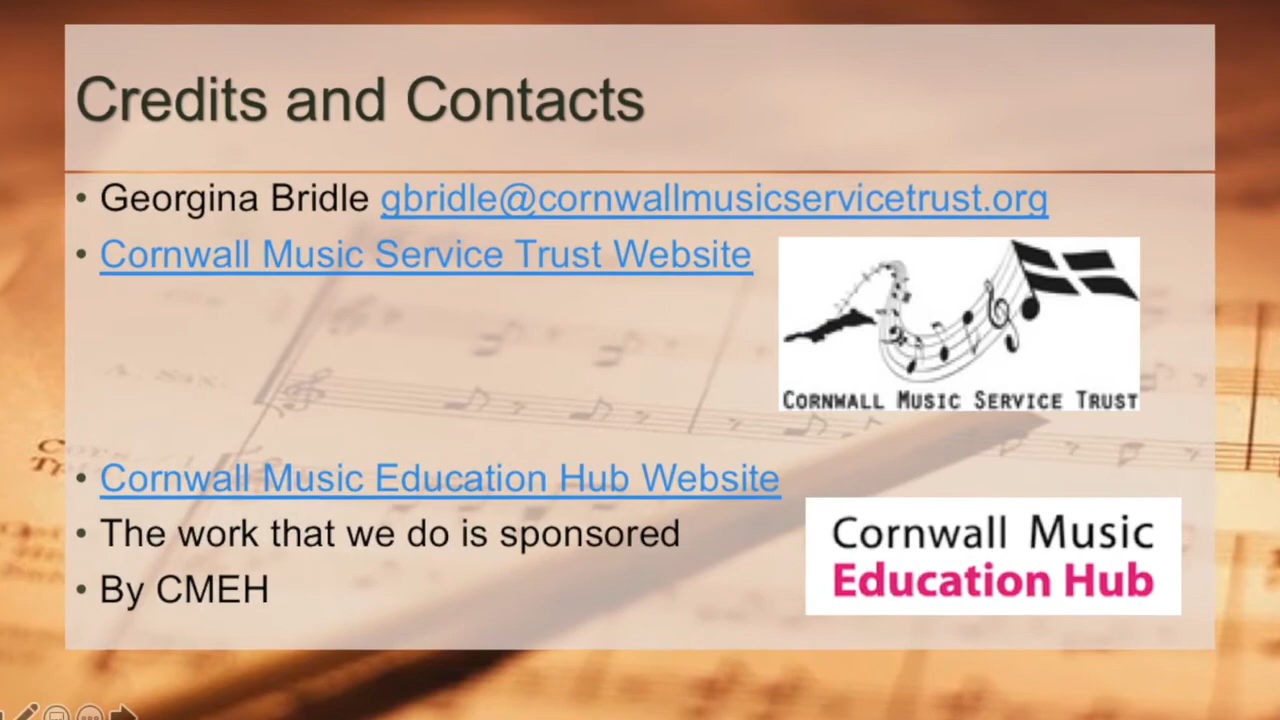 Credits and Contacts
• Georgina Bridle gbridle@cornwallmusicservicetrust.org
• Cornwall Music Service Trust Website
CORNWALL MUSIC SERVICE TRUST
• Cornwall Music Education Hub Website
• The work that we do is sponsored
• By CMEH
Cornwall Music
Education Hub